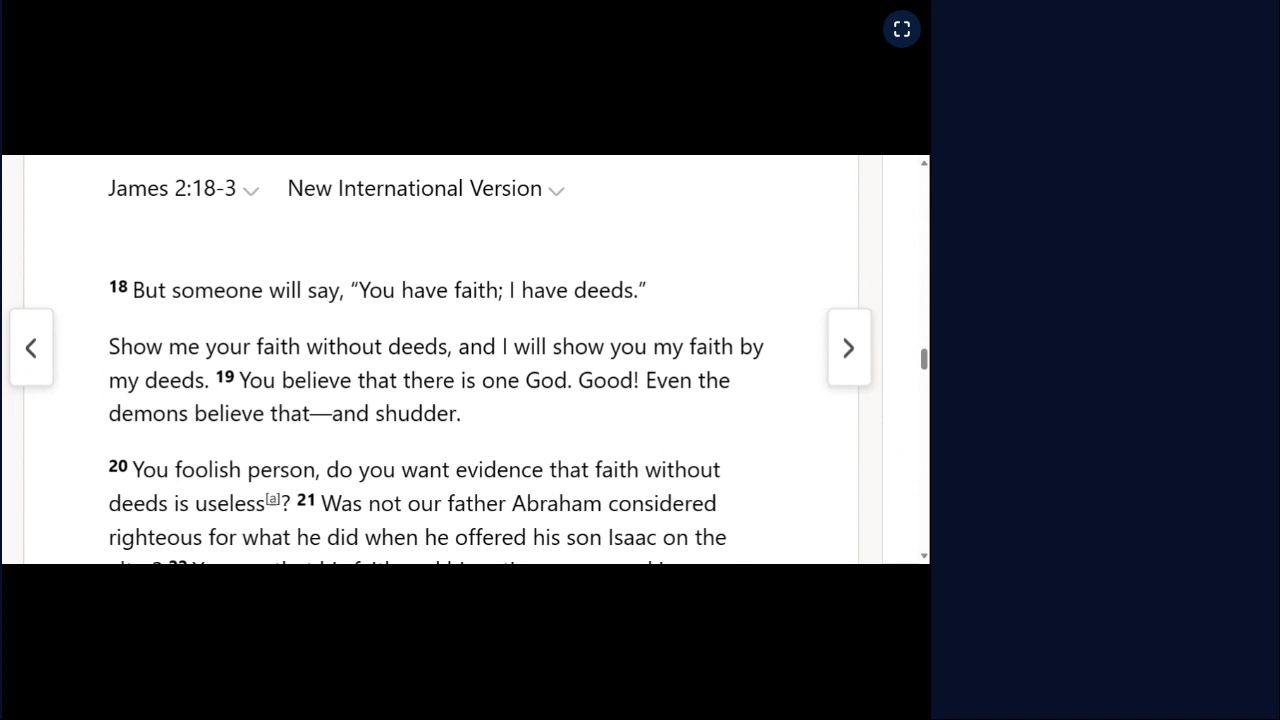 James 2:18-3 New International Version
18 But someone will say, “You have faith; I have deeds.”
Show me your faith without deeds, and I will show you my faith by
my deeds. 19 You believe that there is one God. Good! Even the
demons believe that—and shudder.
20 You foolish person, do you want evidence that faith without
deeds is useless[a]? 21 Was not our father Abraham considered
righteous for what he did when he offered his son Isaac on the